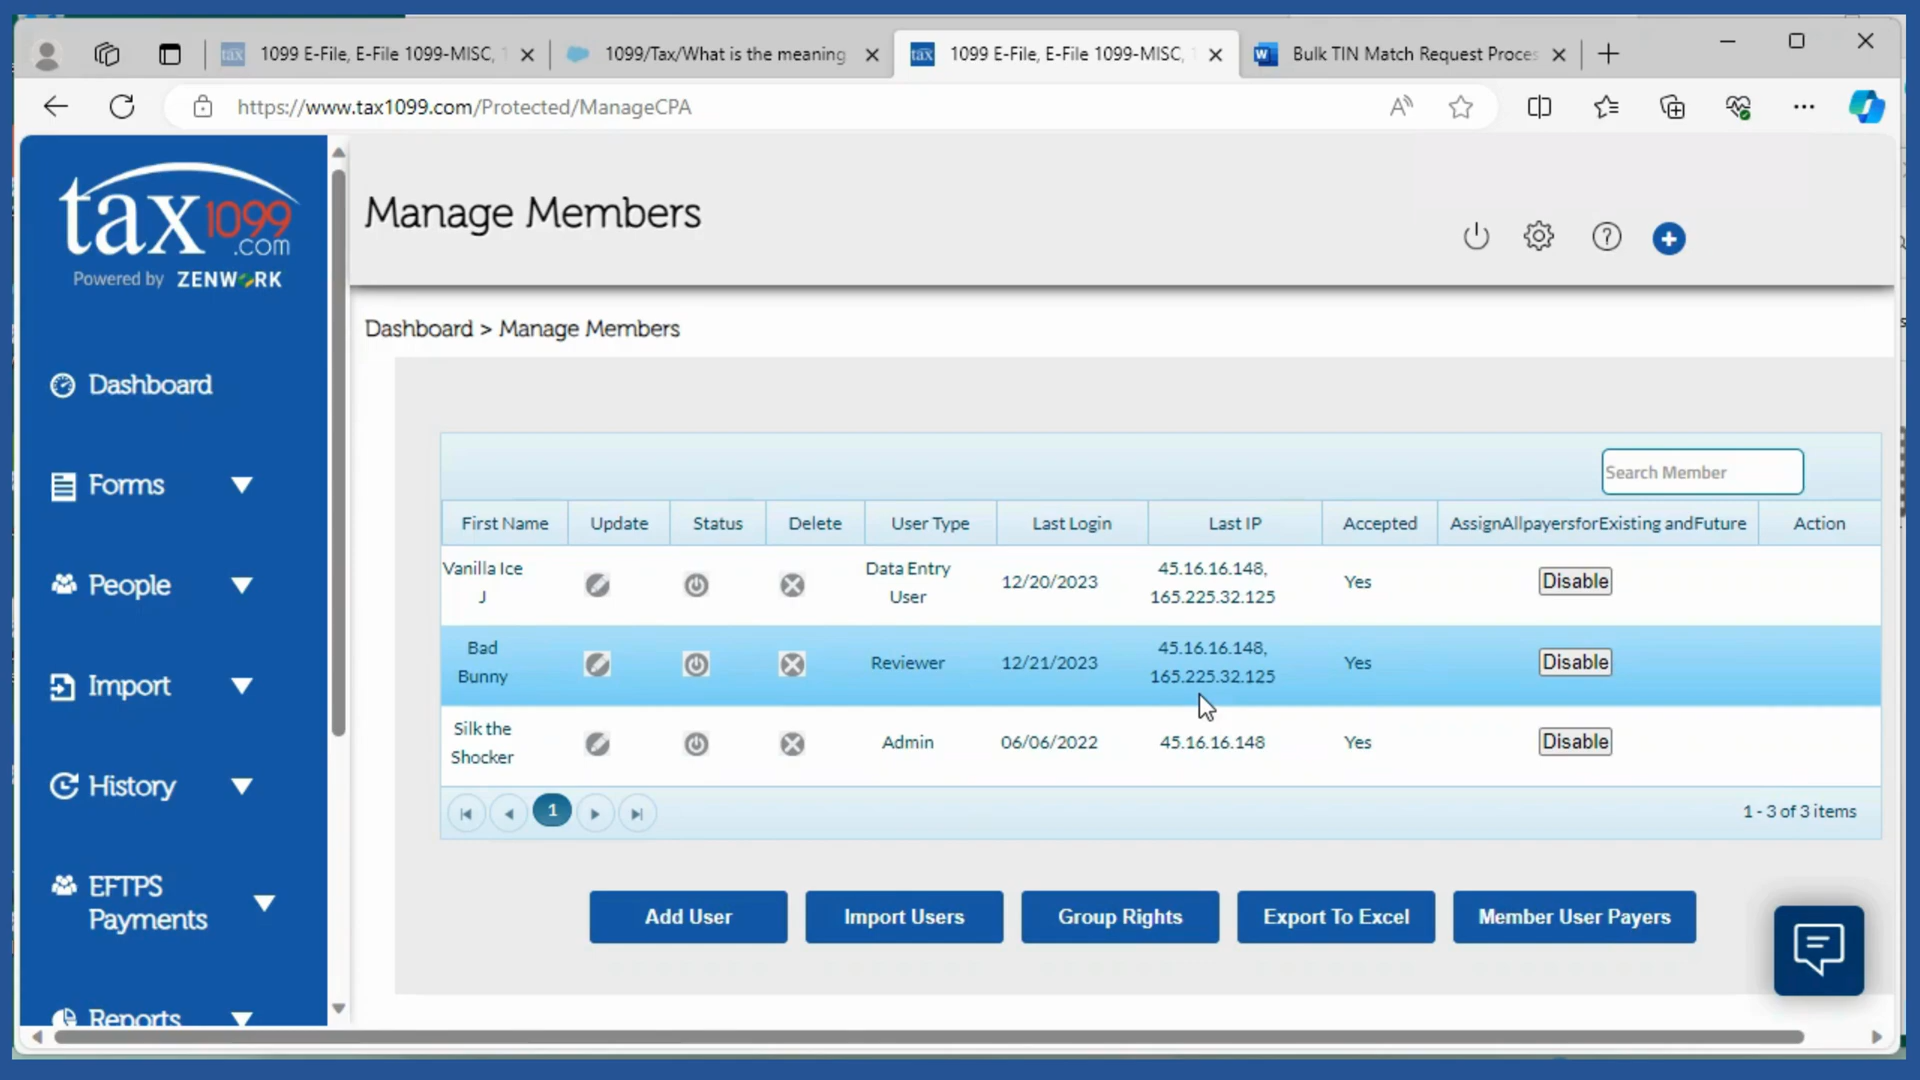 1099 E-File, E-File 1099-MISC,
1099/Tax/What is the meaning
tax
1099 E-File, E-File 1099-MISC,
W
Bulk TIN Match Request Proces
https://www.tax1099.com/Protected/ManageCPA
tax1099
.com
Powered by ZENWORK
Manage Members
Dashboard > Manage Members
Dashboard
Forms
People
Import
History
EFTPS
Payments
Reports
Search Member
First Name Update Status Delete User Type Last Login Last IP Accepted AssignAllpayersforExisting andFuture Action
Vanilla Ice
J
Data Entry
User
12/20/2023
45.16.16.148,
165.225.32.125
Yes
Disable
Bad
Bunny
Reviewer
12/21/2023
45.16.16.148,
165.225.32.125
Yes
Disable
Silk the
Shocker
Admin
06/06/2022
45.16.16.148
Yes
Disable
1
1 - 3 of 3 items
Add User
Import Users
Group Rights
Export To Excel
Member User Payers